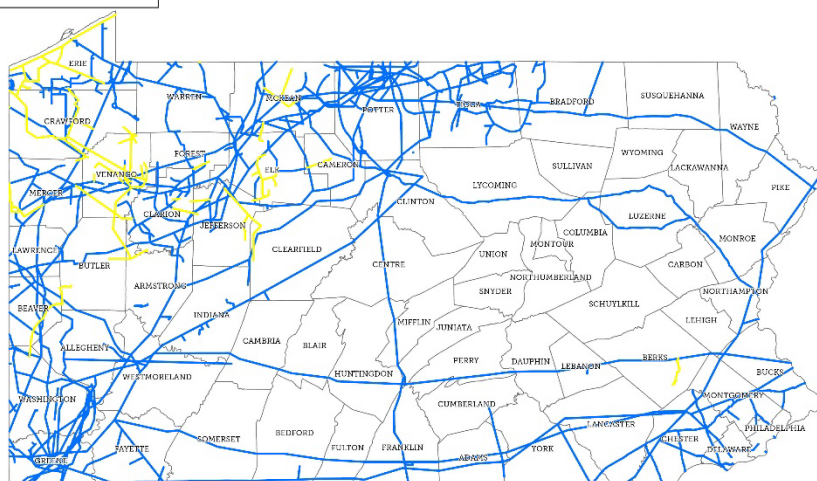 ERIE
CRAWFORD
WARREN
MCKEAN
POTTER
TIOGA
BRADFORD
SUSQUEHANNA
WAYNE
FOREST
VENANGO
ELK
CAMERON
SULLIVAN
WYOMING
LACKAWANNA
PIKE
MERCER
CLARION
JEFFERSON
CLINTON
LYCOMING
LUZERNE
COLUMBIA
MONTOUR
MONROE
LAWRENCE
BUTLER
CLEARFIELD
CENTRE
UNION
NORTHUMBERLAND
CARBON
ARMSTRONG
SNYDER
SCHUYLKILL
NORTHAMPTON
BEAVER
INDIANA
MIFFLIN
JUNIATA
LEHIGH
ALLEGHENY
CAMBRIA
BLAIR
HUNTINGDON
PERRY
DAUPHIN
LEBANON
BERKS
BUCKS
WESTMORELAND
WASHINGTON
CUMBERLAND
MONTGOMERY
LANCASTER
PHILADELPHIA
CHESTER
DELAWARE
GREENE
FAYETTE
SOMERSET
BEDFORD
FULTON
FRANKLIN
ADAMS
YORK